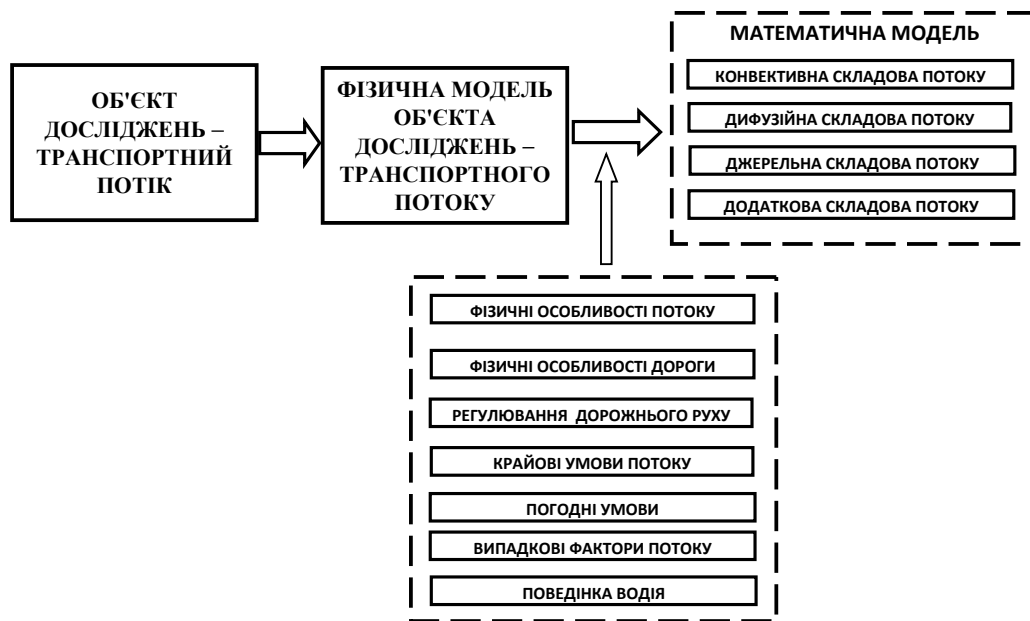 ОБ'ЄКТ
ДОСЛІДЖЕНЬ –
ТРАНСПОРТНИЙ
ПОТІК
ФІЗИЧНА МОДЕЛЬ
ОБ'ЄКТА
ДОСЛІДЖЕНЬ –
ТРАНСПОРТНОГО
ПОТОКУ
МАТЕМАТИЧНА МОДЕЛЬ
КОНВЕКТИВНА СКЛАДОВА ПОТОКУ
ДИФУЗІЙНА СКЛАДОВА ПОТОКУ
ДЖЕРЕЛЬНА СКЛАДОВА ПОТОКУ
ДОДАТКОВА СКЛАДОВА ПОТОКУ
ФІЗИЧНІ ОСОБЛИВОСТІ ПОТОКУ
ФІЗИЧНІ ОСОБЛИВОСТІ ДОРОГИ
РЕГУЛЮВАННЯ ДОРОЖНЬОГО РУХУ
КРАЙОВІ УМОВИ ПОТОКУ
ПОГОДНІ УМОВИ
ВИПАДКОВІ ФАКТОРИ ПОТОКУ
ПОВЕДІНКА ВОДІЯ